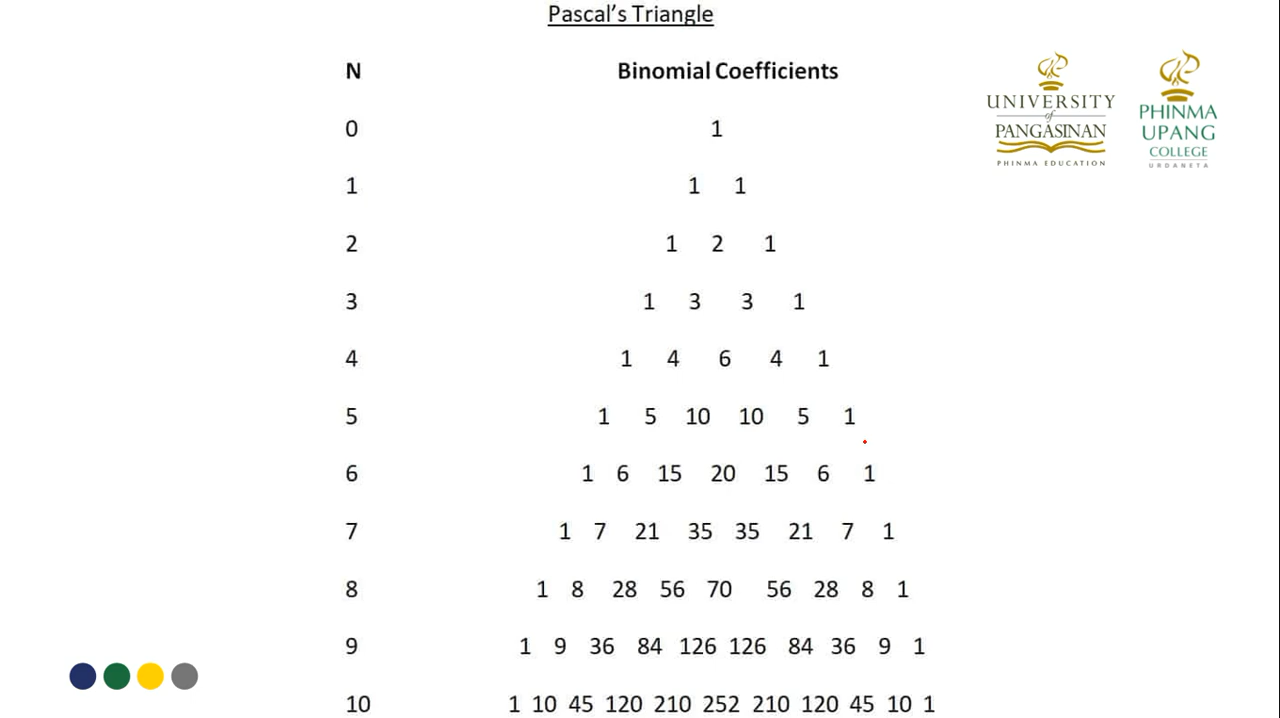 Pascal's Triangle
N Binomial Coefficients
UNIVERSITY
of
PANGASINAN
PHINMA EDUCATION
PHINMA
UPANG
COLLEGE
URDANETA
0 1
1 1 1
2 1 2 1
3 1 3 3 1
4 1 4 6 4 1
5 1 5 10 10 5 1
6 1 6 15 20 15 6 1
7 1 7 21 35 35 21 7 1
8 1 8 28 56 70 56 28 8 1
9 1 9 36 84 126 126 84 36 9 1
10 1 10 45 120 210 252 210 120 45 10 1